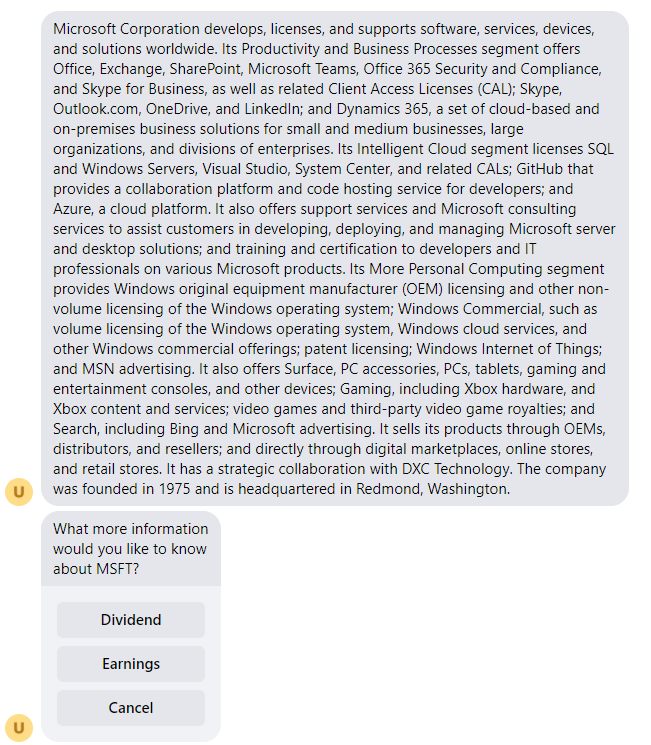 Microsoft Corporation develops, licenses, and supports software, services, devices,
and solutions worldwide. Its Productivity and Business Processes segment offers
Office, Exchange, SharePoint, Microsoft Teams, Office 365 Security and Compliance,
and Skype for Business, as well as related Client Access Licenses (CAL); Skype,
Outlook.com, OneDrive, and LinkedIn; and Dynamics 365, a set of cloud-based and
on-premises business solutions for small and medium businesses, large
organizations, and divisions of enterprises. Its Intelligent Cloud segment licenses SQL
and Windows Servers, Visual Studio, System Center, and related CALs; GitHub that
provides a collaboration platform and code hosting service for developers; and
Azure, a cloud platform. It also offers support services and Microsoft consulting
services to assist customers in developing, deploying, and managing Microsoft server
and desktop solutions; and training and certification to developers and IT
professionals on various Microsoft products. Its More Personal Computing segment
provides Windows original equipment manufacturer (OEM) licensing and other non-
volume licensing of the Windows operating system; Windows Commercial, such as
volume licensing of the Windows operating system, Windows cloud services, and
other Windows commercial offerings; patent licensing; Windows Internet of Things;
and MSN advertising. It also offers Surface, PC accessories, PCs, tablets, gaming and
entertainment consoles, and other devices; Gaming, including Xbox hardware, and
Xbox content and services; video games and third-party video game royalties; and
Search, including Bing and Microsoft advertising. It sells its products through OEMs,
distributors, and resellers; and directly through digital marketplaces, online stores,
and retail stores. It has a strategic collaboration with DXC Technology. The company
was founded in 1975 and is headquartered in Redmond, Washington.
U
What more information
would you like to know
about MSFT?
Dividend
Earnings
Cancel
U